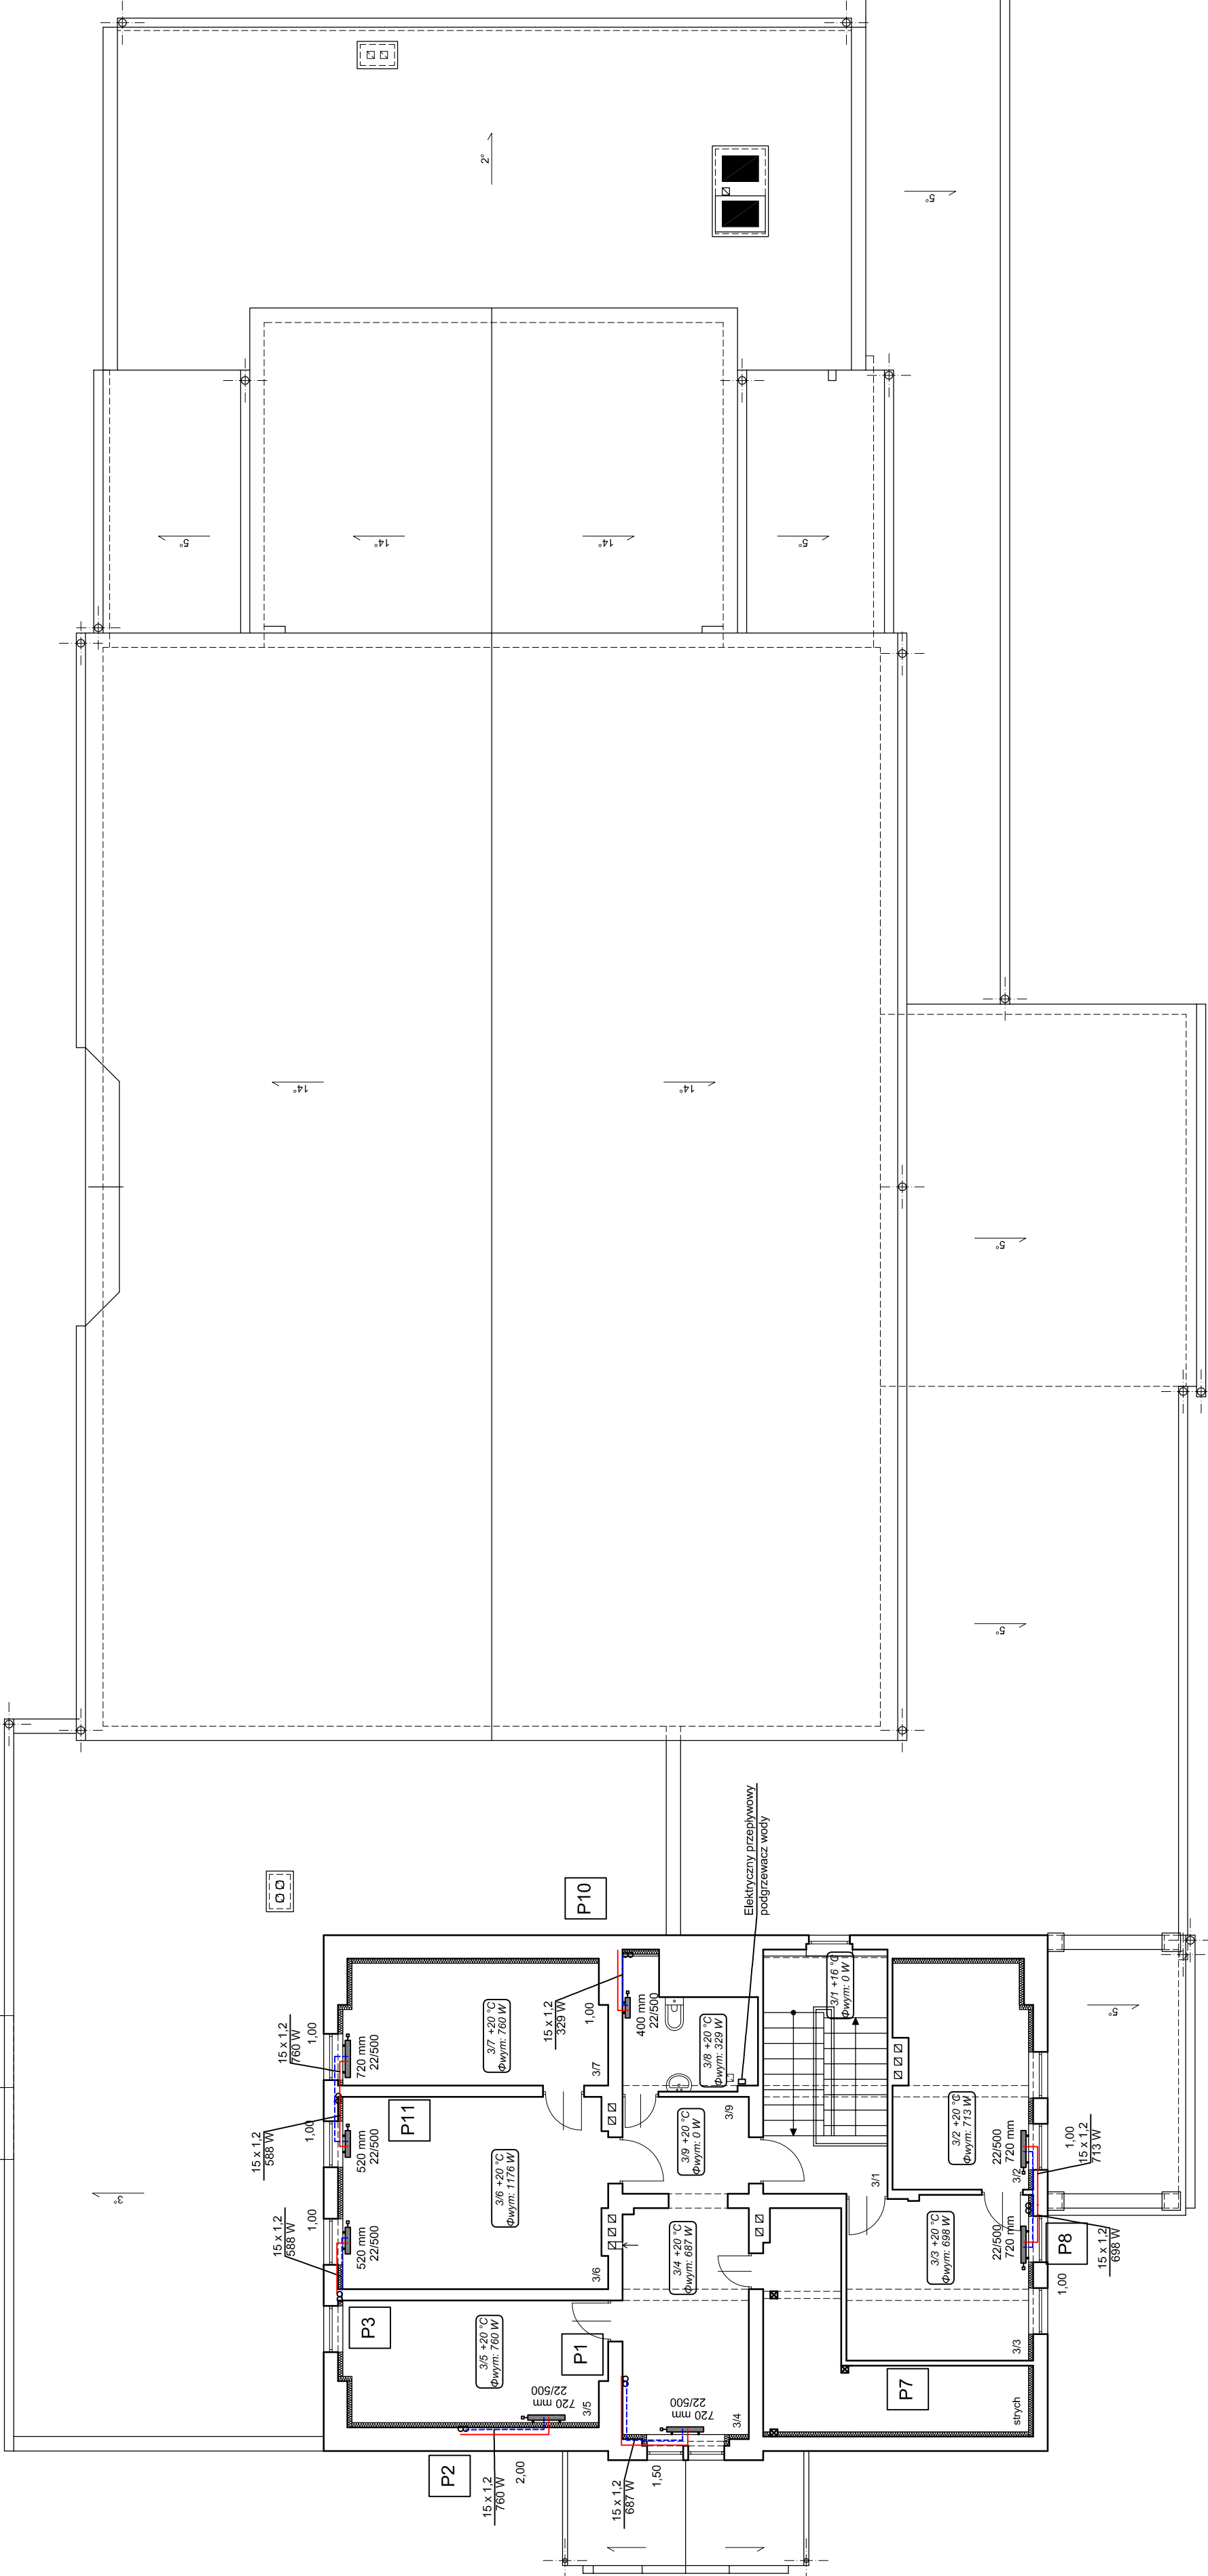 2°
5°
5°
14°
14°
5°
14°
14°
5°
5°
5°
3°
P10
Elektryczny przepływowy
podgrzewacz wody
15 x 1,2
760 W
1,00
720 mm
22/500
3/7 +20 °C
Φwym: 760 W
3/7
15 x 1,2
329 W
1,00
400 mm
22/500
3/8 +20 °C
Φwym: 329 W
3/1 +16 °C
Φwym: 0 W
15 x 1,2
588 W
1,00
520 mm
22/500
P11
3/6 +20 °C
Φwym: 1176 W
3/6
3/9 +20°C
Φwym: 0 W
3/9
3/1
3/2 +20 °C
Φwym: 713 W
22/500
720 mm
3/2
1,00
15 x 1,2
713 W
15 x 1,2
588 W
1,00
520 mm
22/500
3/4 +20°C
Φwym: 687 W
3/3 +20 °C
Φwym: 698 W
22/500
720 mm
P8
15 x 1,2
698 W
1,00
3/3
P3
3/5 +20 °C
Φwym: 760 W
P1
720 mm
22/500
3/5
720 mm
22/500
3/4
P7
strych
P2
15 x 1,2
760 W
2,00
15 x 1,2
687 W
1,50